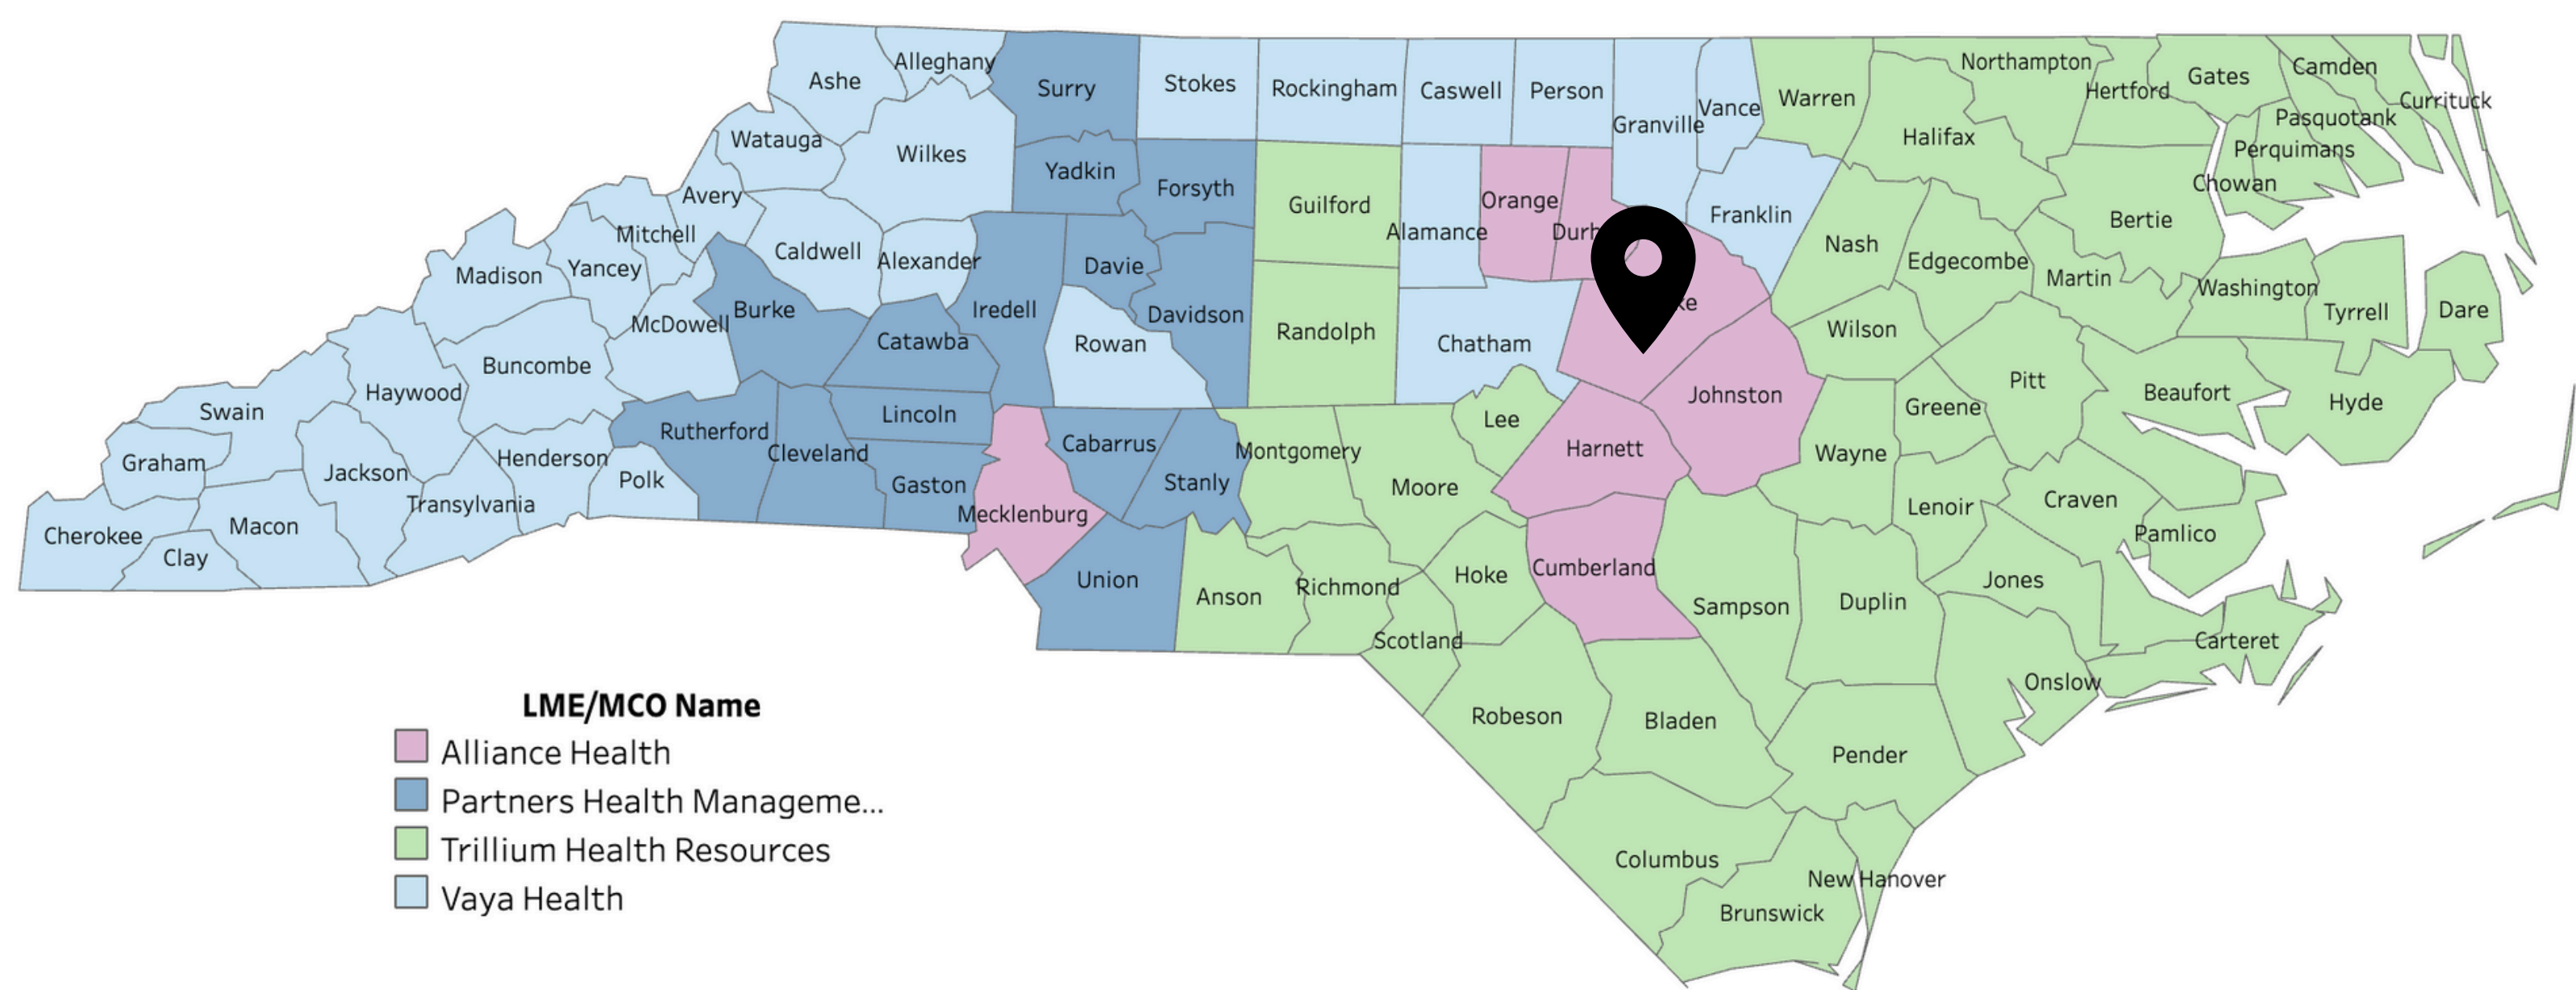 Alleghany
Ashe
Surry
Stokes
Rockingham
Caswell
Person
Granville
Vance
Warren
Northampton
Hertford
Gates
Camden
Currituck
Pasquotank
Perquimans
Chowan
Halifax
Watauga
Wilkes
Yadkin
Forsyth
Guilford
Alamance
Orange
Durh
Franklin
Nash
Edgecombe
Bertie
Martin
Washington
Tyrrell
Dare
Avery
Mitchell
Yancey
Madison
Caldwell
Alexander
Iredell
Davie
Davidson
Randolph
Chatham
ke
Wilson
Pitt
Beaufort
Hyde
McDowell
Burke
Catawba
Rowan
Buncombe
Haywood
Swain
Graham
Jackson
Henderson
Polk
Transylvania
Macon
Cherokee
Clay
Rutherford
Cleveland
Lincoln
Gaston
Mecklenburg
Cabarrus
Stanly
Union
Montgomery
Moore
Lee
Harnett
Johnston
Wayne
Greene
Lenoir
Craven
Pamlico
Jones
Carteret
Onslow
Duplin
Sampson
Cumberland
Hoke
Richmond
Anson
Scotland
Robeson
Bladen
Pender
Columbus
New Hanover
Brunswick
LME/MCO Name
Alliance Health
Partners Health Manageme...
Trillium Health Resources
Vaya Health